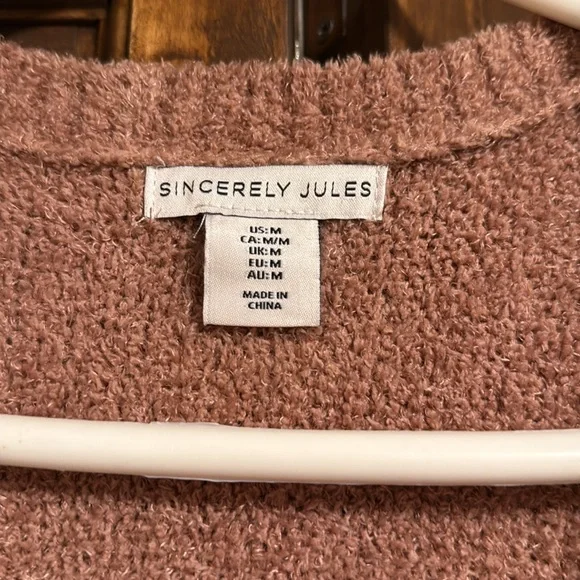 SINCERELY JULES
US: M
CA: M/M
UK: M
EU: M
AU: M
MADE IN
CHINA